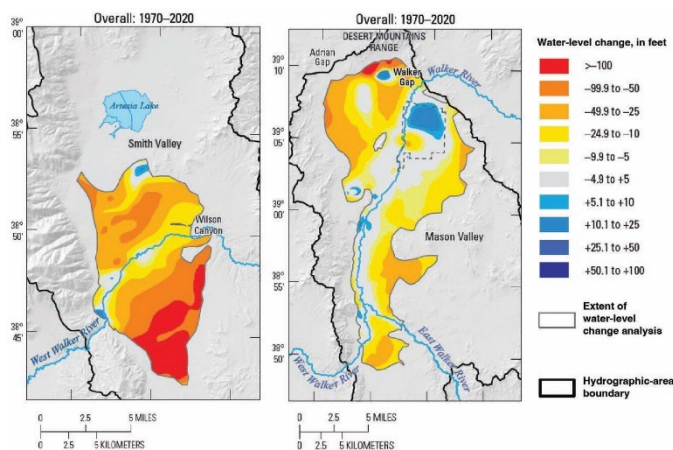 Overall: 1970–2020
39°
00'
Artesia Lake
38°
55'
Smith Valley
Wilson
Canyon
38°
50'
38°
45'
West Walker River
0 2.5 5 MILES
0 2.5 5 KILOMETERS
Overall: 1970–2020
DESERT MOUNTAINS
RANGE
Adrian
Gap
Walker
Gap
Walker River
39°
10'
39°
05'
39°
00'
Mason Valley
38°
55'
38°
50'
West Walker River
East Walker River
0 2.5 5 MILES
0 2.5 5 KILOMETERS
Water-level change, in feet
>–100
–99.9 to –50
–49.9 to –25
–24.9 to –10
–9.9 to –5
–4.9 to +5
+5.1 to +10
+10.1 to +25
+25.1 to +50
+50.1 to +100
Extent of
water-level
change analysis
Hydrographic-area
boundary